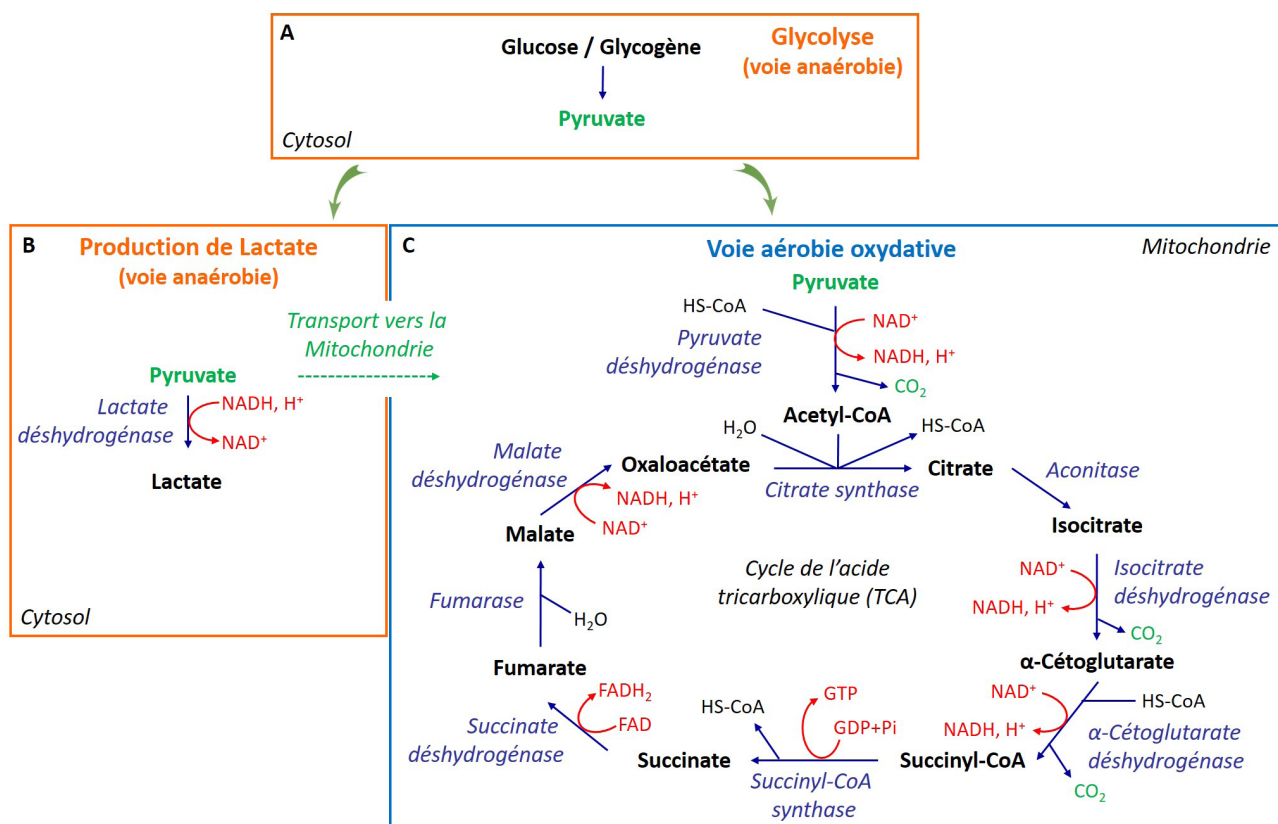 A
Glucose / Glycogène
Glycolyse
(voie anaérobie)
Pyruvate
Cytosol
B
Production de Lactate
(voie anaérobie)
Transport vers la
Mitochondrie
Pyruvate
Lactate
déshydrogénase
NADH, H⁺
NAD⁺
Lactate
Cytosol
C
Voie aérobie oxydative
Mitochondrie
Pyruvate
HS-CoA
NAD⁺
Pyruvate
déshydrogénase
NADH, H⁺
CO₂
Acetyl-CoA
H₂O
HS-CoA
Malate
déshydrogénase
Oxaloacétate
Citrate synthase
Citrate
Aconitase
NADH, H⁺
NAD⁺
Malate
Isocitrate
Cycle de l’acide
tricarboxylique (TCA)
NAD⁺
NADH, H⁺
Isocitrate
déshydrogénase
CO₂
Fumarase
H₂O
Fumarate
α-Cétoglutarate
FADH₂
FAD
Succinate
déshydrogénase
HS-CoA
GTP
GDP+Pi
NAD⁺
NADH, H⁺
HS-CoA
α-Cétoglutarate
déshydrogénase
Succinate
Succinyl-CoA
synthase
Succinyl-CoA
CO₂